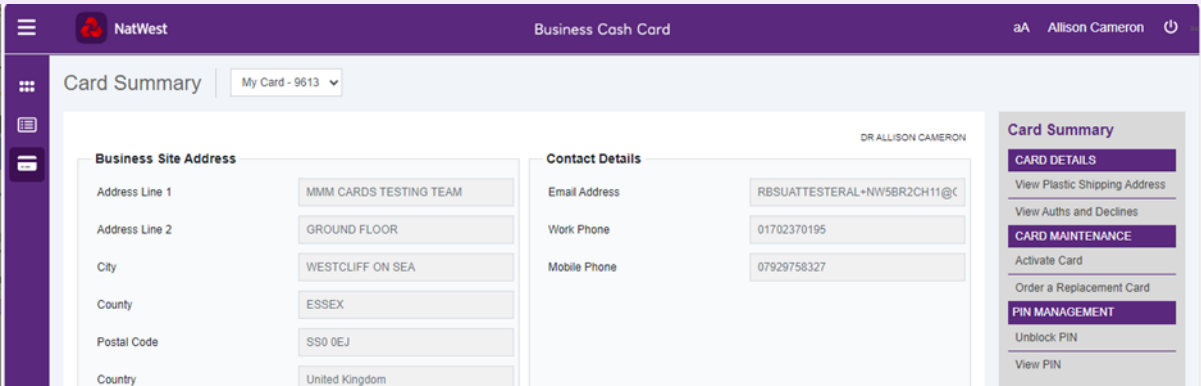 NatWest
Business Cash Card
aA Allison Cameron
Card Summary
My Card - 9613
DR ALLISON CAMERON
Business Site Address
Address Line 1 MMM CARDS TESTING TEAM
Address Line 2 GROUND FLOOR
City WESTCLIFF ON SEA
County ESSEX
Postal Code SS0 0EJ
Country United Kingdom
Contact Details
Email Address RBSUATTESTERAL+NW5BR2CH11@
Work Phone 01702370195
Mobile Phone 07929758327
Card Summary
CARD DETAILS
View Plastic Shipping Address
View Auths and Declines
CARD MAINTENANCE
Activate Card
Order a Replacement Card
PIN MANAGEMENT
Unblock PIN
View PIN